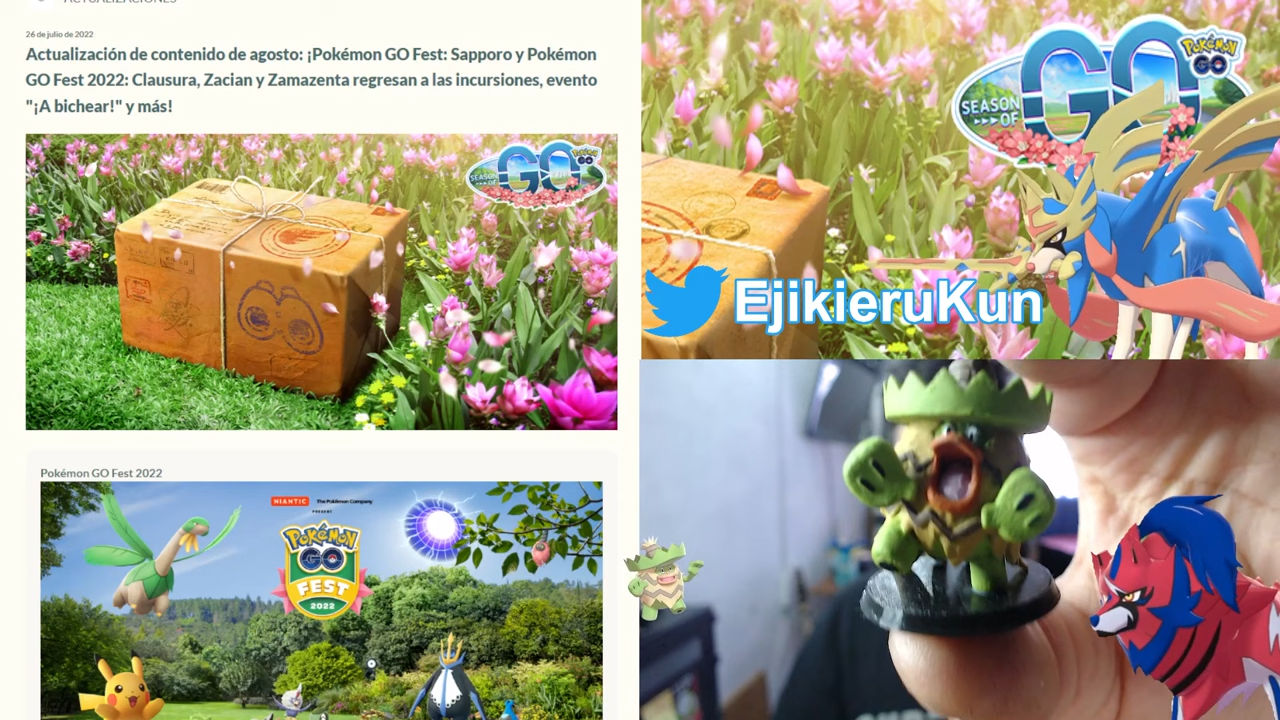 ACTUALIZACIONES
26 de julio de 2022
Actualización de contenido de agosto: ¡Pokémon GO Fest: Sapporo y Pokémon
GO Fest 2022: Clausura, Zacian y Zamazenta regresan a las incursiones, evento
"¡A bichear!" y más!
SEASON OF GO
POKÉMON GO
Pokémon GO Fest 2022
NIANTIC The Pokémon Company
PRESENT
POKÉMON
GO
FEST
2022
SEASON
OF
GO
POKÉMON
GO
EjikieruKun